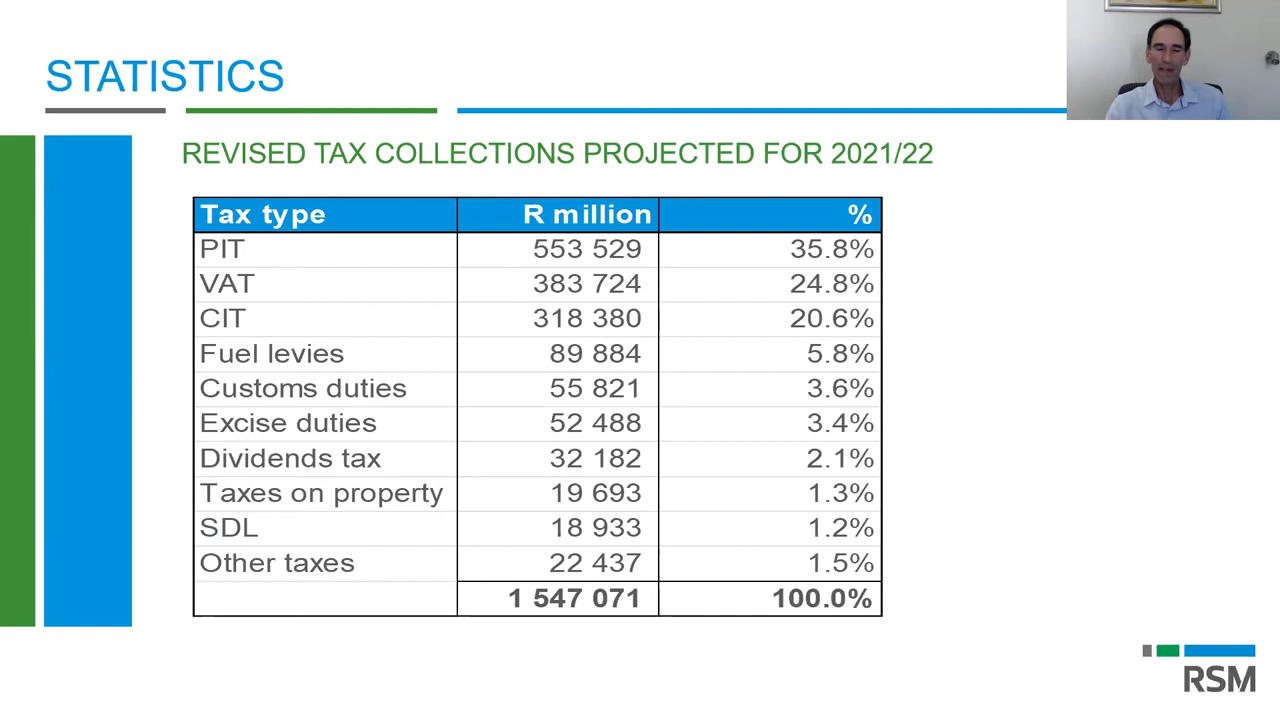 STATISTICS
REVISED TAX COLLECTIONS PROJECTED FOR 2021/22
Tax type R million %
PIT 553 529 35.8%
VAT 383 724 24.8%
CIT 318 380 20.6%
Fuel levies 89 884 5.8%
Customs duties 55 821 3.6%
Excise duties 52 488 3.4%
Dividends tax 32 182 2.1%
Taxes on property 19 693 1.3%
SDL 18 933 1.2%
Other taxes 22 437 1.5%
1 547 071 100.0%
RSM